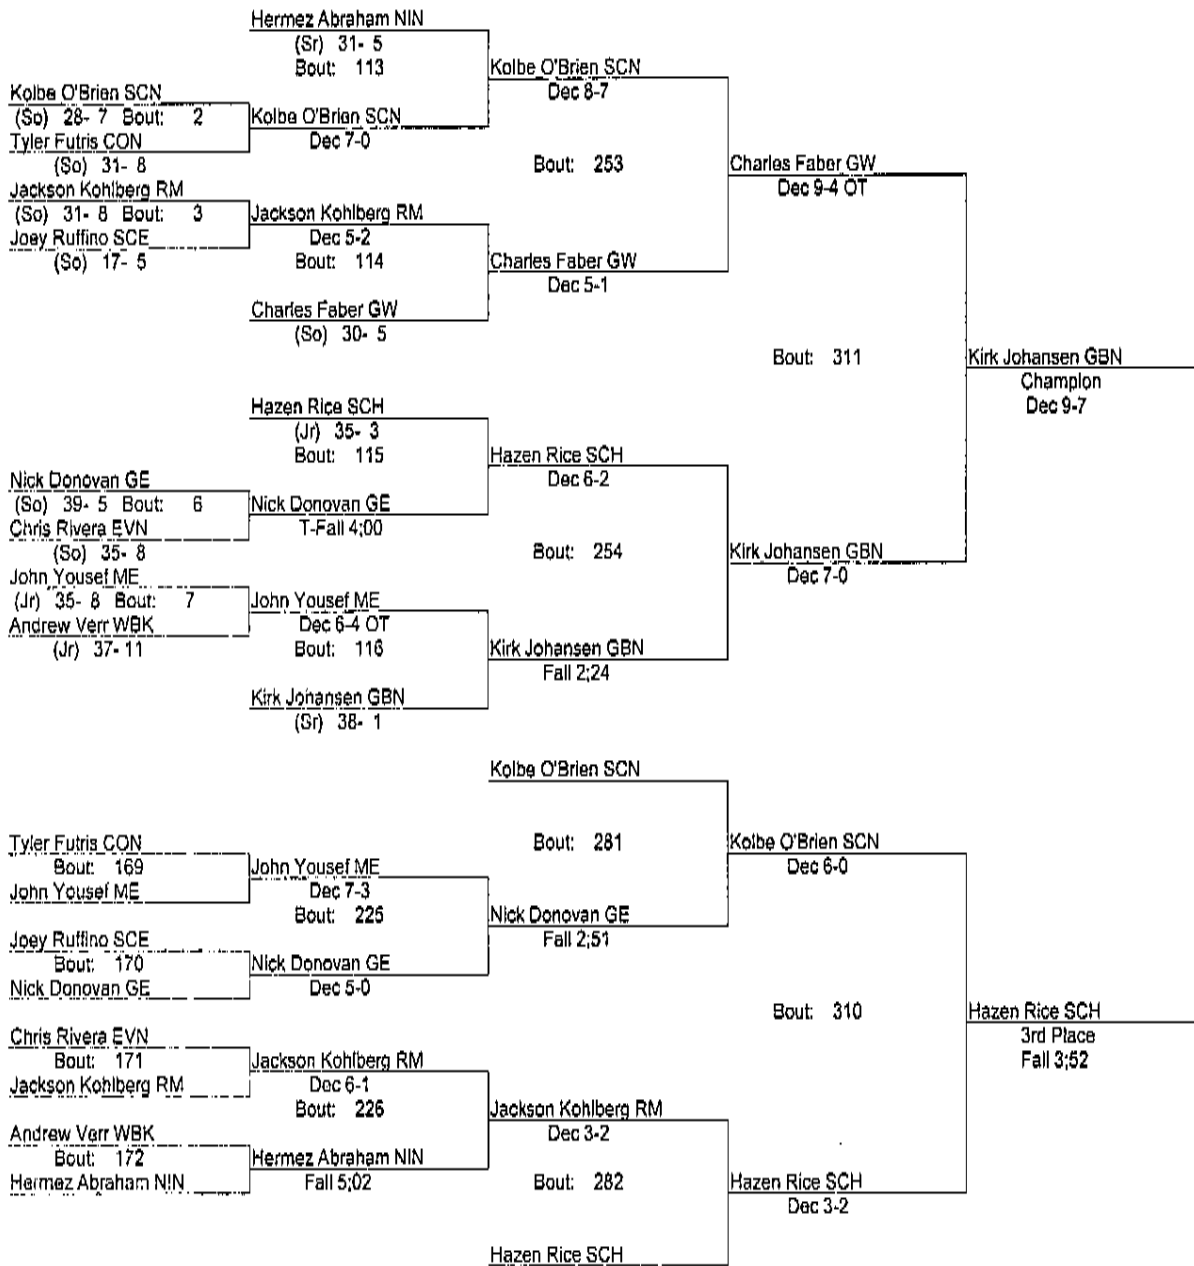 Hermez Abraham NIN
(Sr) 31- 5
Bout: 113
Kolbe O'Brien SCN
Dec 8-7
Kolbe O'Brien SCN
(So) 28- 7 Bout: 2
Kolbe O'Brien SCN
Tyler Futris CON
Dec 7-0
(So) 31- 8
Bout: 253
Charles Faber GW
Dec 9-4 OT
Jackson Kohlberg RM
(So) 31- 8 Bout: 3
Jackson Kohlberg RM
Joey Ruffino SCE
Dec 5-2
(So) 17- 5
Bout: 114
Charles Faber GW
Dec 5-1
Charles Faber GW
(So) 30- 5
Bout: 311
Kirk Johansen GBN
Champion
Dec 9-7
Hazen Rice SCH
(Jr) 35- 3
Bout: 115
Hazen Rice SCH
Dec 6-2
Nick Donovan GE
(So) 39- 5 Bout: 6
Nick Donovan GE
Chris Rivera EVN
T-Fall 4;00
(So) 35- 8
Bout: 254
Kirk Johansen GBN
Dec 7-0
John Yousef ME
(Jr) 35- 8 Bout: 7
John Yousef ME
Andrew Verr WBK
Dec 6-4 OT
(Jr) 37- 11
Bout: 116
Kirk Johansen GBN
Fall 2;24
Kirk Johansen GBN
(Sr) 38- 1
Kolbe O'Brien SCN
Bout: 281
Kolbe O'Brien SCN
Dec 6-0
Tyler Futris CON
Bout: 169
John Yousef ME
John Yousef ME
Dec 7-3
Bout: 225
Nick Donovan GE
Fall 2;51
Joey Ruffino SCE
Bout: 170
Nick Donovan GE
Nick Donovan GE
Dec 5-0
Bout: 310
Hazen Rice SCH
3rd Place
Fall 3;52
Chris Rivera EVN
Bout: 171
Jackson Kohlberg RM
Jackson Kohlberg RM
Dec 6-1
Bout: 226
Jackson Kohlberg RM
Dec 3-2
Andrew Verr WBK
Bout: 172
Hermez Abraham NIN
Hermez Abraham NIN
Fall 5;02
Bout: 282
Hazen Rice SCH
Dec 3-2
Hazen Rice SCH